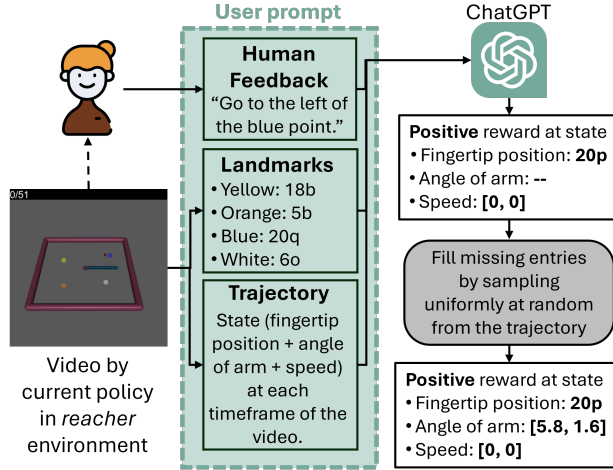 User prompt
ChatGPT
Human
Feedback
“Go to the left of
the blue point.”
Landmarks
• Yellow: 18b
• Orange: 5b
• Blue: 20q
• White: 6o
Trajectory
State (fingertip
position + angle
of arm + speed)
at each
timeframe of the
video.
0/51
Video by
current policy
in reacher
environment
Positive reward at state
• Fingertip position: 20p
• Angle of arm: --
• Speed: [0, 0]
Fill missing entries
by sampling
uniformly at random
from the trajectory
Positive reward at state
• Fingertip position: 20p
• Angle of arm: [5.8, 1.6]
• Speed: [0, 0]